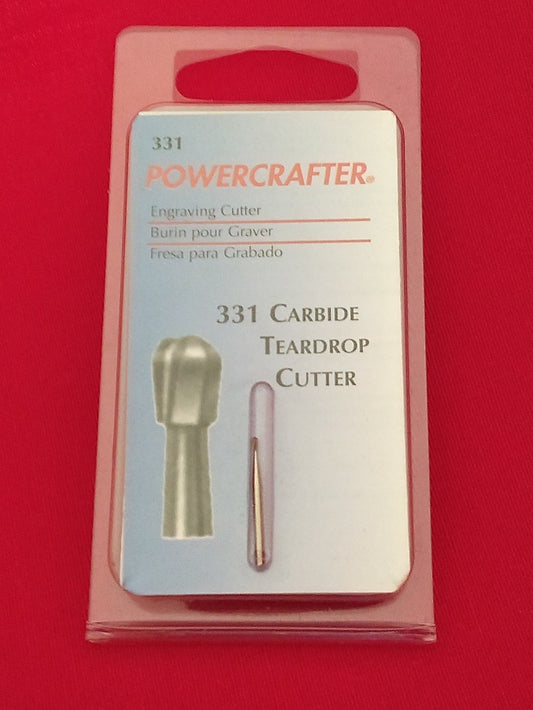 331
POWERCRAFTER®
Engraving Cutter
Burin pour Graver
Fresa para Grabado
331 CARBIDE
TEARDROP
CUTTER